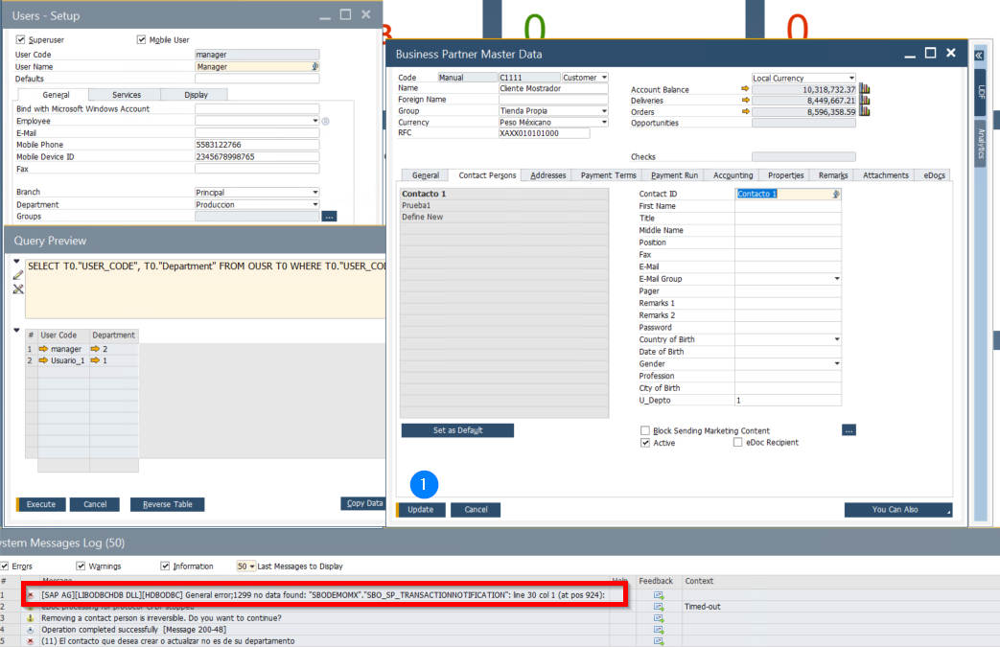 Users - Setup
Superuser
Mobile User
User Code manager
User Name Manager
Defaults
General Services Display
Bind with Microsoft Windows Account
Employee
E-Mail
Mobile Phone 5583122766
Mobile Device ID 2345678998765
Fax
Branch Principal
Department Produccion
Groups ...
Query Preview
SELECT T0."USER_CODE", T0."Department" FROM OUSR T0 WHERE T0."USER_COD
# User Code Department
1 manager 2
2 Usuario_1 1
Execute Cancel Reverse Table Copy Data
0 0
Business Partner Master Data
Code Manual C1111 Customer
Name Cliente Mostrador
Foreign Name
Group Tienda Propia
Currency Peso Méxicano
RFC XAXX010101000
Local Currency
Account Balance 10,318,732.37
Deliveries 8,449,667.21
Orders 8,596,358.59
Opportunities
Checks
General Contact Persons Addresses Payment Terms Payment Run Accounting Properties Remarks Attachments eDocs
Contacto 1
Prueba1
Define New
Contact ID Contacto 1
First Name
Title
Middle Name
Position
Fax
E-Mail
E-Mail Group
Pager
Remarks 1
Remarks 2
Password
Country of Birth
Date of Birth
Gender
Profession
City of Birth
U_Depto 1
Set as Default
Block Sending Marketing Content ...
Active eDoc Recipient
1
Update Cancel You Can Also
UDF
Analytics
ystem Messages Log (50)
Errors Warnings Information 50 Last Messages to Display
# Message Help Feedback Context
1 [SAP AG][LIBODBCHDB DLL][HDBODBC] General error;1299 no data found: "SBODEMOMX"."SBO_SP_TRANSACTIONNOTIFICATION": line 30 col 1 (at pos 924):
2 eDoc processing for protocol CFDI stopped Timed-out
3 Removing a contact person is irreversible. Do you want to continue?
4 Operation completed successfully [Message 200-48]
5 (11) El contacto que desea crear o actualizar no es de su departamento